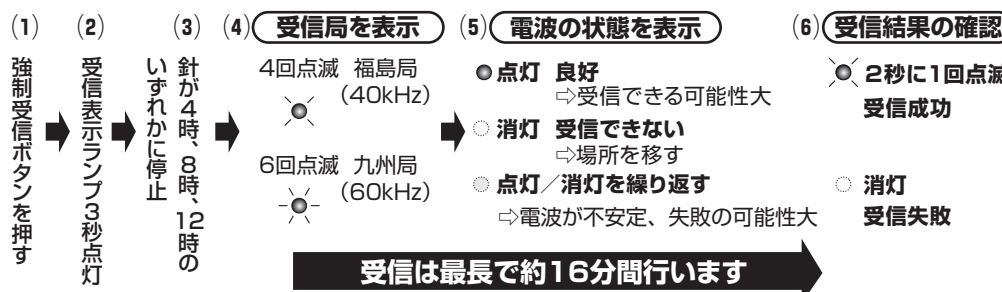 (1)
強制受信ボタンを押す
(2)
受信表示ランプ3秒点灯
(3)
針が4時、8時、12時の
いずれかに停止
(4) 受信局を表示
4回点滅 福島局
(40kHz)
6回点滅 九州局
(60kHz)
(5) 電波の状態を表示
点灯 良好
⇨受信できる可能性大
消灯 受信できない
⇨場所を移す
点灯/消灯を繰り返す
⇨電波が不安定、失敗の可能性大
(6) 受信結果の確認
2秒に1回点滅
受信成功
消灯
受信失敗
受信は最長で約16分間行います